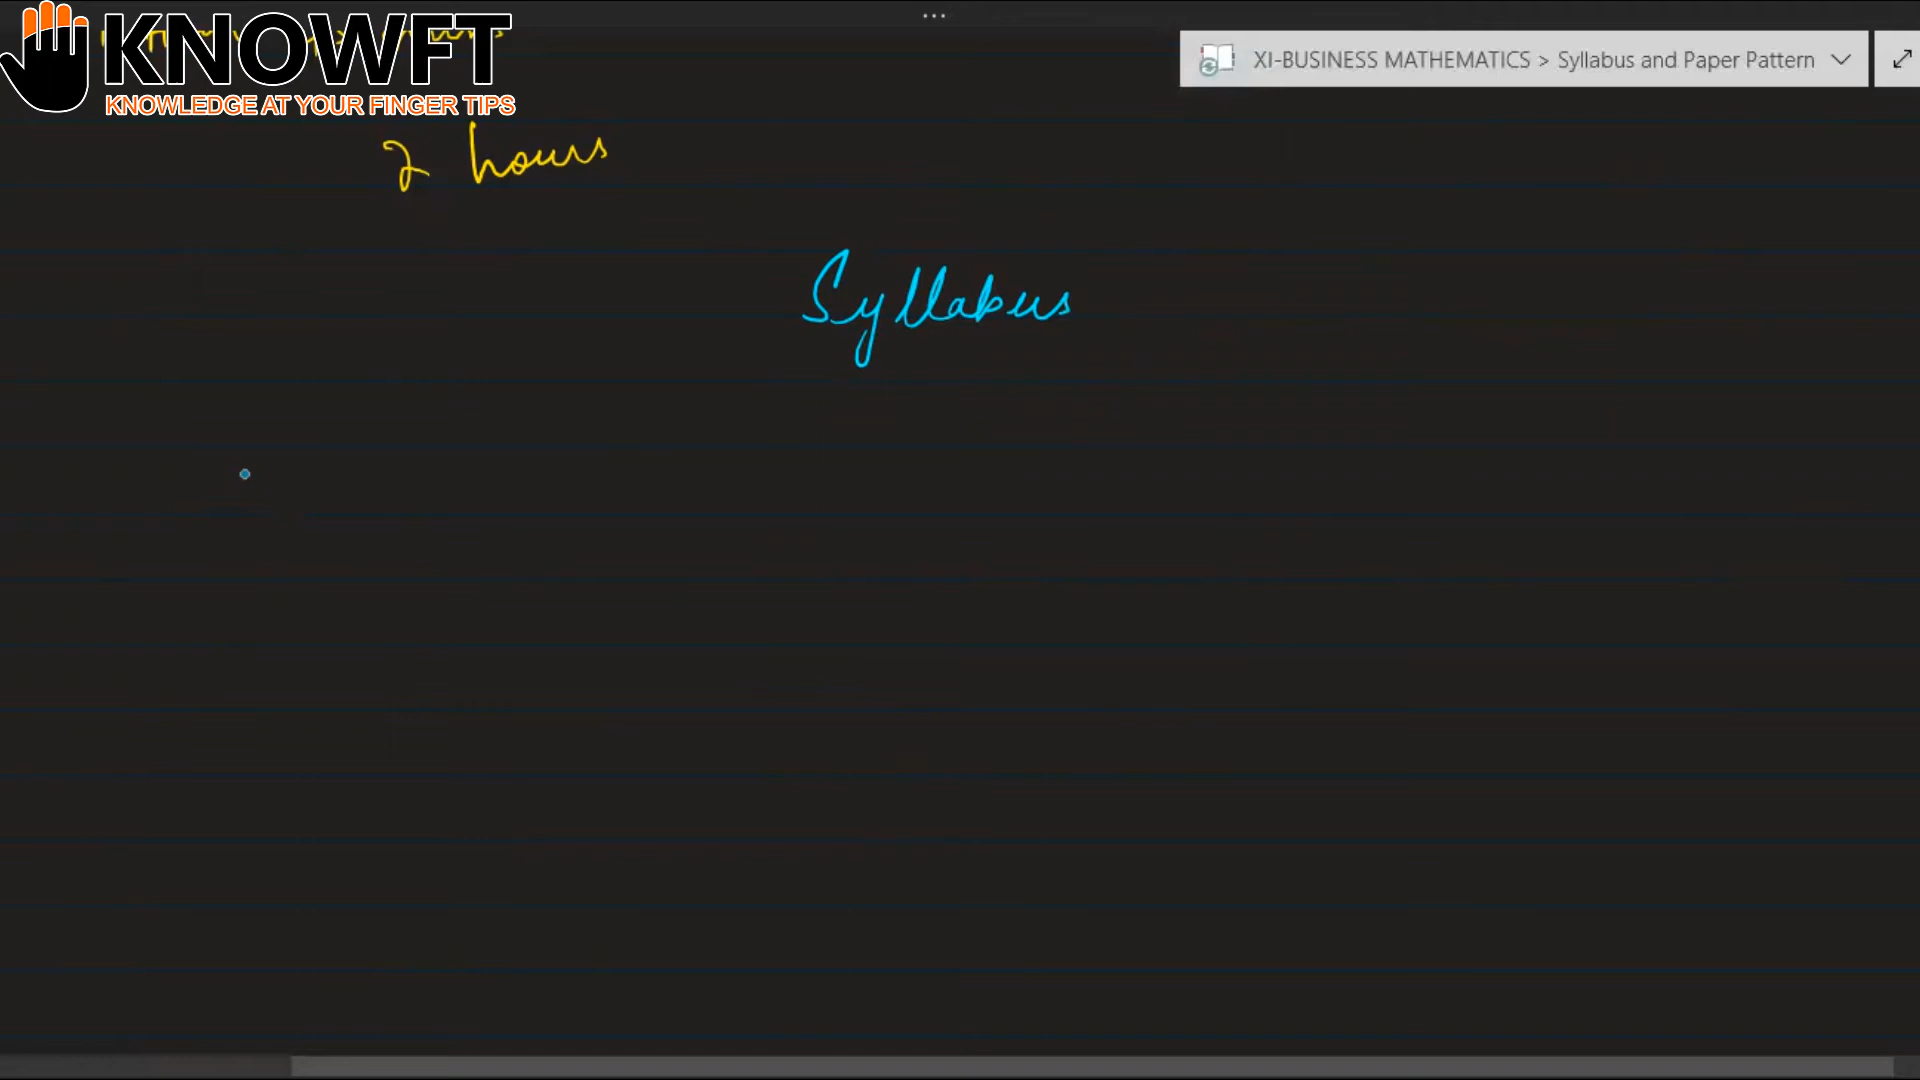 KNOWFT
KNOWLEDGE AT YOUR FINGER TIPS
XI-BUSINESS MATHEMATICS > Syllabus and Paper Pattern
2 hours
Syllabus